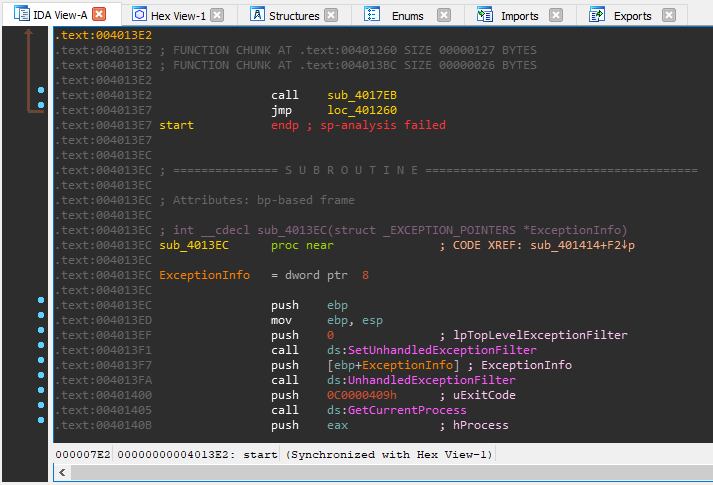 IDA View-A Hex View-1 Structures Enums Imports Exports
.text:004013E2
.text:004013E2 ; FUNCTION CHUNK AT .text:00401260 SIZE 00000127 BYTES
.text:004013E2 ; FUNCTION CHUNK AT .text:004013BC SIZE 00000026 BYTES
.text:004013E2
.text:004013E2 call sub_4017EB
.text:004013E7 jmp loc_401260
.text:004013E7 start endp ; sp-analysis failed
.text:004013E7
.text:004013EC
.text:004013EC ; =============== S U B R O U T I N E =======================================
.text:004013EC
.text:004013EC ; Attributes: bp-based frame
.text:004013EC
.text:004013EC ; int __cdecl sub_4013EC(struct _EXCEPTION_POINTERS *ExceptionInfo)
.text:004013EC sub_4013EC proc near ; CODE XREF: sub_401414+F2↓p
.text:004013EC
.text:004013EC ExceptionInfo = dword ptr 8
.text:004013EC
.text:004013EC push ebp
.text:004013ED mov ebp, esp
.text:004013EF push 0 ; lpTopLevelExceptionFilter
.text:004013F1 call ds:SetUnhandledExceptionFilter
.text:004013F7 push [ebp+ExceptionInfo] ; ExceptionInfo
.text:004013FA call ds:UnhandledExceptionFilter
.text:00401400 push 0C0000409h ; uExitCode
.text:00401405 call ds:GetCurrentProcess
.text:0040140B push eax ; hProcess
000007E2 00000000004013E2: start (Synchronized with Hex View-1)